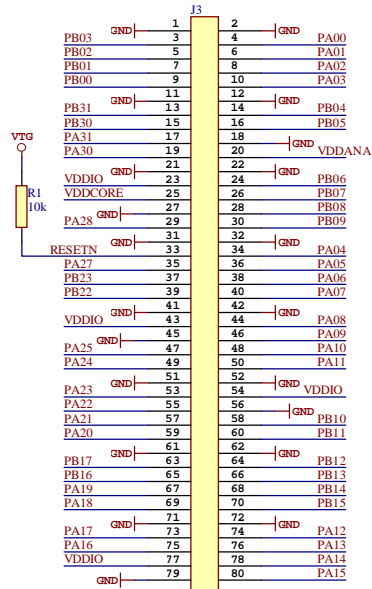 J3
GND 1 2 GND
PB03 3 4 PA00
PB02 5 6 PA01
PB01 7 8 PA02
PB00 9 10 PA03
GND 11 12 GND
PB31 13 14 PB04
PB30 15 16 PB05
VTG
PA31 17 18 GND
PA30 19 20 VDDANA
GND 21 22 GND
VDDIO 23 24 PB06
R1
10k
VDDCORE 25 26 PB07
GND 27 28 PB08
PA28 29 30 PB09
GND 31 32 GND
RESETN 33 34 PA04
PA27 35 36 PA05
PB23 37 38 PA06
PB22 39 40 PA07
GND 41 42 GND
VDDIO 43 44 PA08
GND 45 46 PA09
PA25 47 48 PA10
PA24 49 50 PA11
GND 51 52 GND
PA23 53 54 VDDIO
PA22 55 56 GND
PA21 57 58 PB10
PA20 59 60 PB11
GND 61 62 GND
PB17 63 64 PB12
PB16 65 66 PB13
PA19 67 68 PB14
PA18 69 70 PB15
GND 71 72 GND
PA17 73 74 PA12
PA16 75 76 PA13
VDDIO 77 78 PA14
GND 79 80 PA15